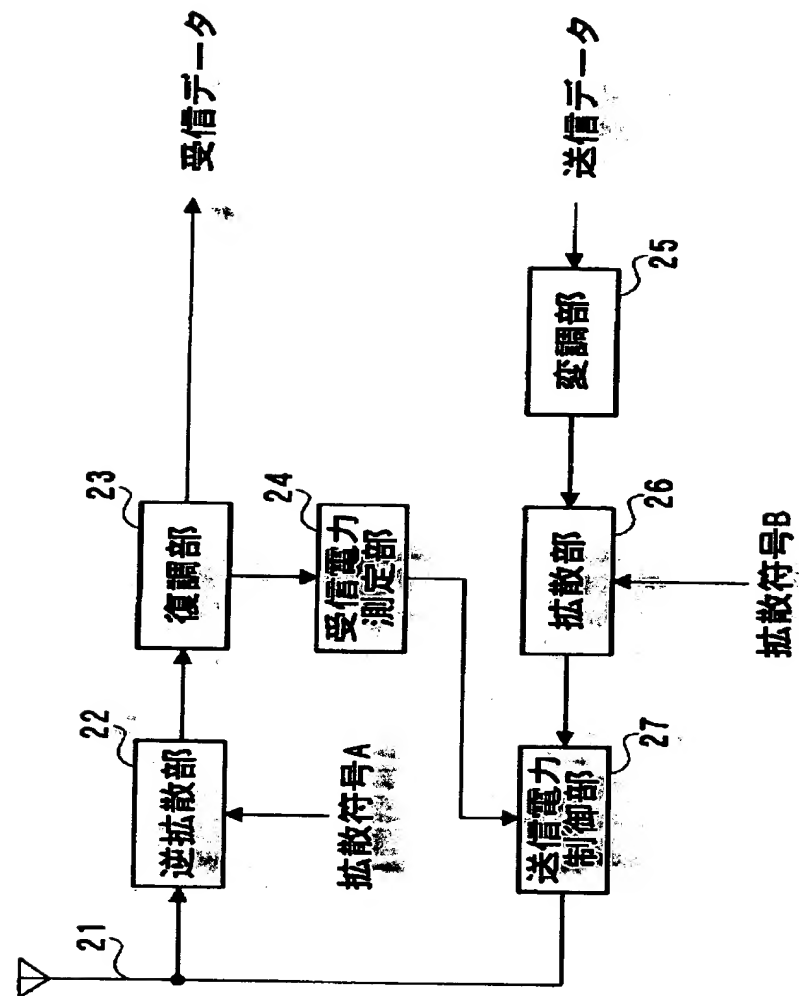 21
22
逆拡散部
拡散符号A
23
復調部
受信データ
24
受信電力
測定部
送信データ
25
変調部
26
拡散部
拡散符号B
27
送信電力
制御部